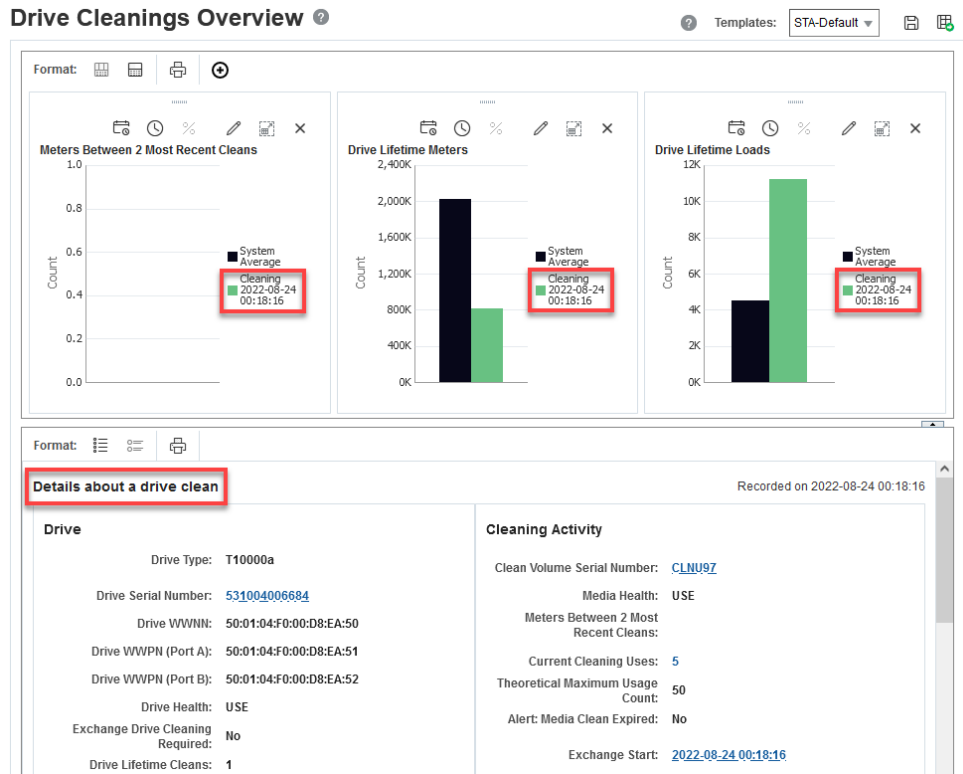 Drive Cleanings Overview ?
? Templates: STA-Default
Format:
Meters Between 2 Most Recent Cleans
1.0
0.8
0.6
0.4
0.2
0.0
Count
System
Average
Cleaning
2022-08-24
00:18:16
Drive Lifetime Meters
2,400K
2,000K
1,600K
1,200K
800K
400K
0K
Count
System
Average
Cleaning
2022-08-24
00:18:16
Drive Lifetime Loads
12K
10K
8K
6K
4K
2K
0K
Count
System
Average
Cleaning
2022-08-24
00:18:16
Format:
Details about a drive clean
Recorded on 2022-08-24 00:18:16
Drive
Drive Type: T10000a
Drive Serial Number: 531004006684
Drive WWNN: 50:01:04:F0:00:D8:EA:50
Drive WWPN (Port A): 50:01:04:F0:00:D8:EA:51
Drive WWPN (Port B): 50:01:04:F0:00:D8:EA:52
Drive Health: USE
Exchange Drive Cleaning
Required: No
Drive Lifetime Cleans: 1
Cleaning Activity
Clean Volume Serial Number: CLNU97
Media Health: USE
Meters Between 2 Most
Recent Cleans:
Current Cleaning Uses: 5
Theoretical Maximum Usage
Count: 50
Alert: Media Clean Expired: No
Exchange Start: 2022-08-24 00:18:16